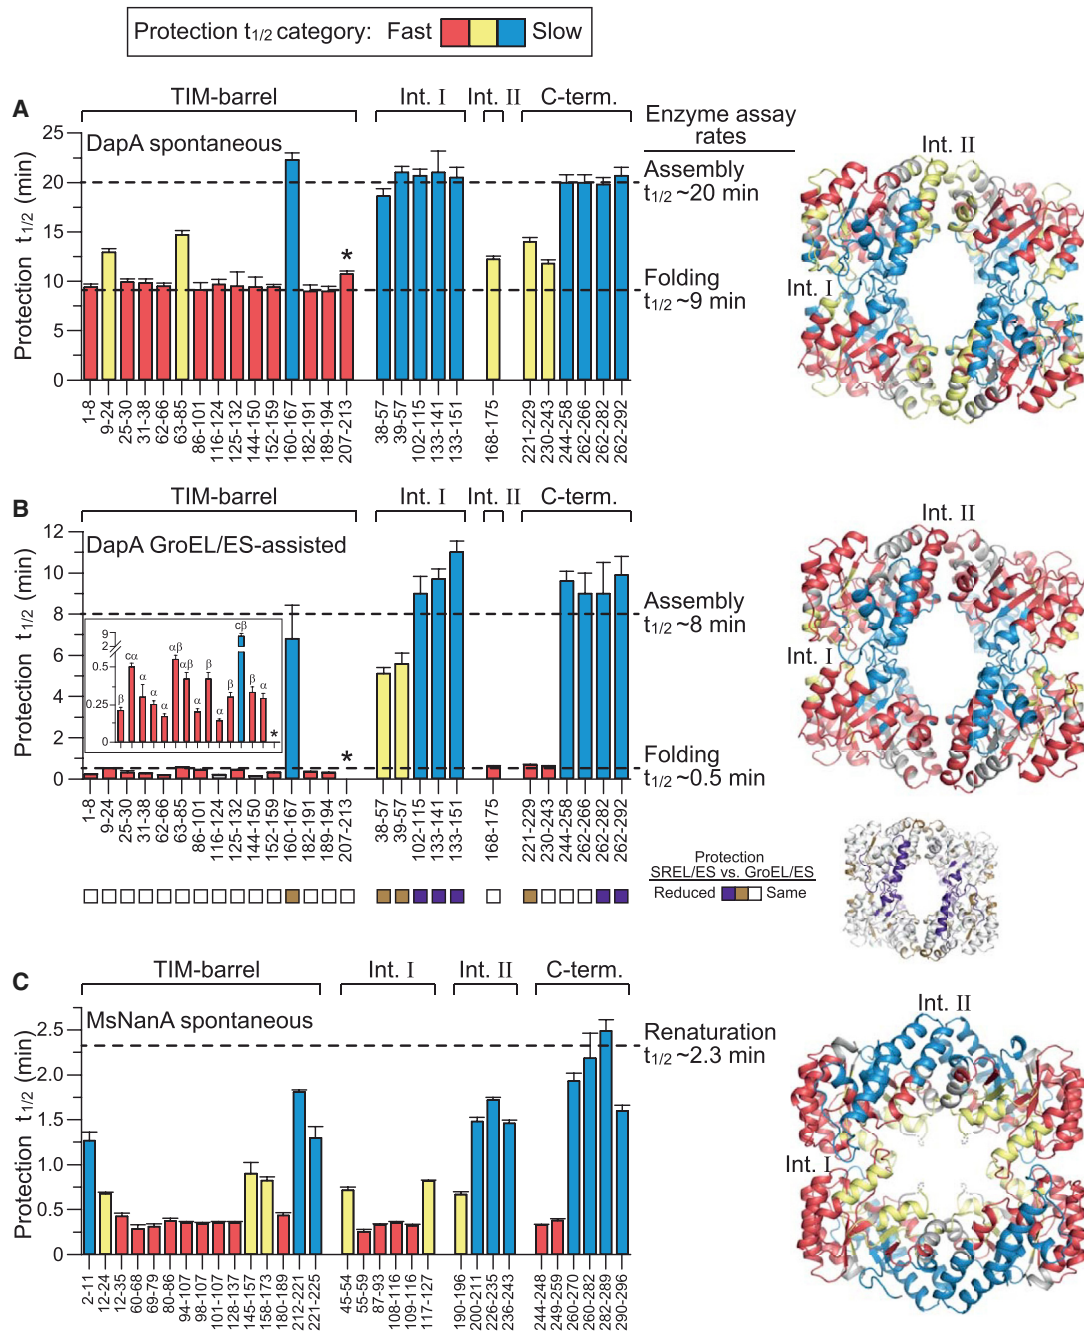 Protection t1/2 category: Fast Slow
A
TIM-barrel Int. I Int. II C-term.
Enzyme assay
rates
DapA spontaneous
Protection t1/2 (min)
25
20
15
10
5
0
Assembly
t1/2 ~20 min
*
Folding
t1/2 ~9 min
1-8 9-24 25-30 31-38 62-66 63-85 86-101 116-124 125-132 144-150 152-159 160-167 182-191 189-194 207-213 38-57 39-57 102-115 133-141 133-151 168-175 221-229 230-243 244-258 262-266 262-282 262-292
Int. II
Int. I
B
TIM-barrel Int. I Int. II C-term.
DapA GroEL/ES-assisted
Protection t1/2 (min)
12
10
8
6
4
2
0
9
2
0.5
0.25
0
β cα α α α αβ αβ α β α β cβ β α *
Assembly
t1/2 ~8 min
*
Folding
t1/2 ~0.5 min
1-8 9-24 25-30 31-38 62-66 63-85 86-101 116-124 125-132 144-150 152-159 160-167 182-191 189-194 207-213 38-57 39-57 102-115 133-141 133-151 168-175 221-229 230-243 244-258 262-266 262-282 262-292
Int. II
Int. I
Protection
SREL/ES vs. GroEL/ES
Reduced Same
C
TIM-barrel Int. I Int. II C-term.
MsNanA spontaneous
Protection t1/2 (min)
2.5
2.0
1.5
1.0
0.5
0
Renaturation
t1/2 ~2.3 min
2-11 12-24 12-35 60-68 69-79 80-86 94-107 98-107 101-107 128-137 145-157 158-173 180-189 212-221 221-225 45-54 55-59 87-93 108-116 109-116 117-127 190-196 200-211 226-235 236-243 244-248 249-259 260-270 260-282 282-289 290-296
Int. II
Int. I